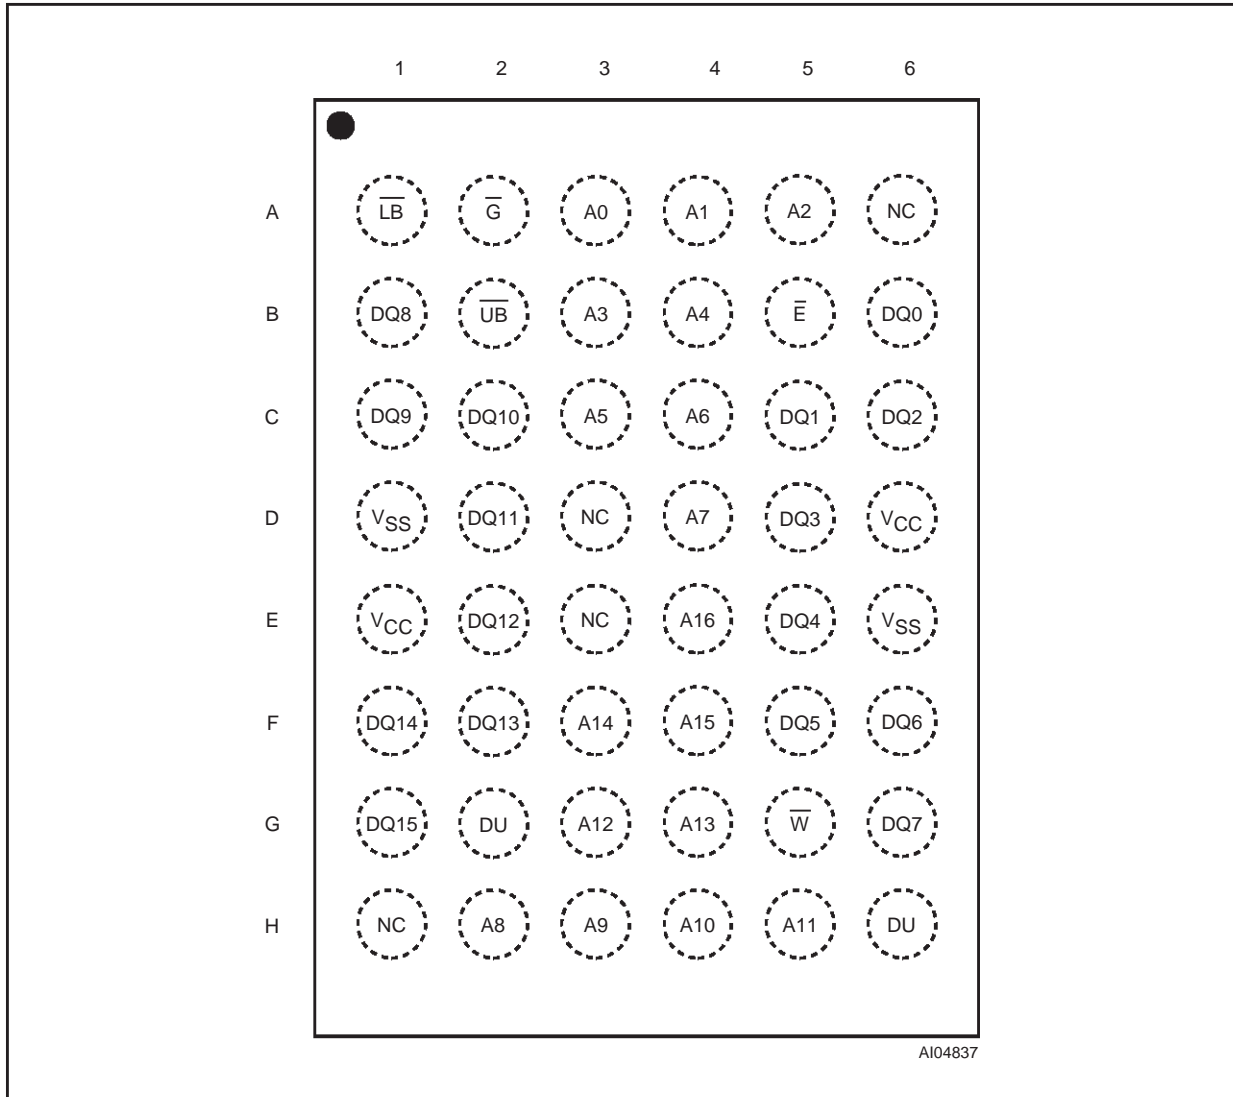 1 2 3 4 5 6
A L̅B̅ G̅ A0 A1 A2 NC
B DQ8 U̅B̅ A3 A4 E̅ DQ0
C DQ9 DQ10 A5 A6 DQ1 DQ2
D VSS DQ11 NC A7 DQ3 VCC
E VCC DQ12 NC A16 DQ4 VSS
F DQ14 DQ13 A14 A15 DQ5 DQ6
G DQ15 DU A12 A13 W̅ DQ7
H NC A8 A9 A10 A11 DU
AI04837